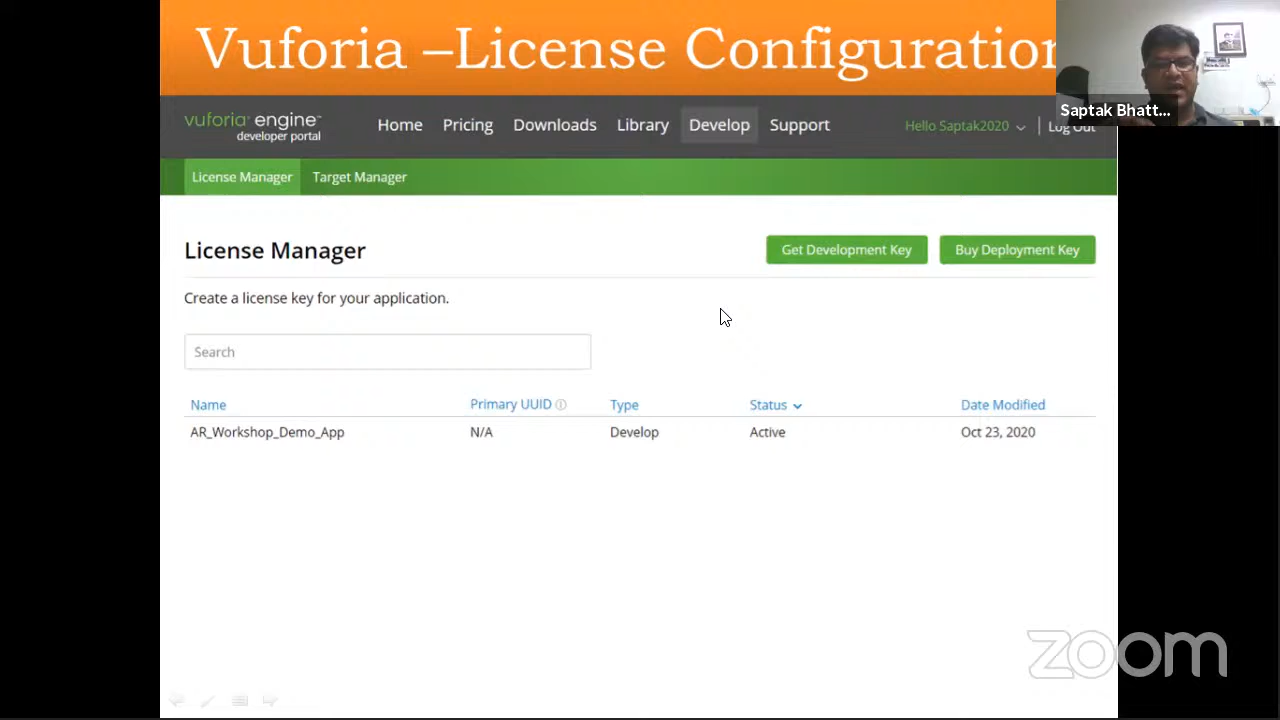 Vuforia –License Configuration
Saptak Bhatt...
vuforia engine™
developer portal
Home Pricing Downloads Library Develop Support
Hello Saptak2020
Log Out
License Manager Target Manager
License Manager
Get Development Key Buy Deployment Key
Create a license key for your application.
Search
Name Primary UUID Type Status Date Modified
AR_Workshop_Demo_App N/A Develop Active Oct 23, 2020
zoom